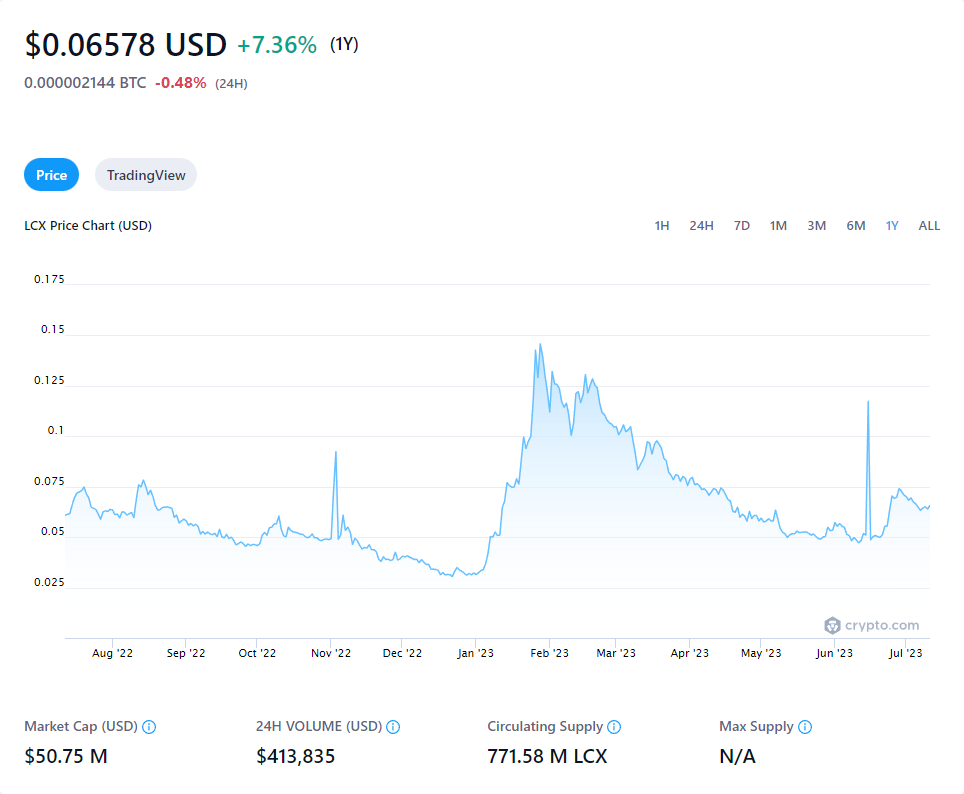 $0.06578 USD +7.36% (1Y)
0.000002144 BTC -0.48% (24H)
Price TradingView
LCX Price Chart (USD) 1H 24H 7D 1M 3M 6M 1Y ALL
0.175
0.15
0.125
0.1
0.075
0.05
0.025
crypto.com
Aug '22 Sep '22 Oct '22 Nov '22 Dec '22 Jan '23 Feb '23 Mar '23 Apr '23 May '23 Jun '23 Jul '23
Market Cap (USD) 24H VOLUME (USD) Circulating Supply Max Supply
$50.75 M $413,835 771.58 M LCX N/A